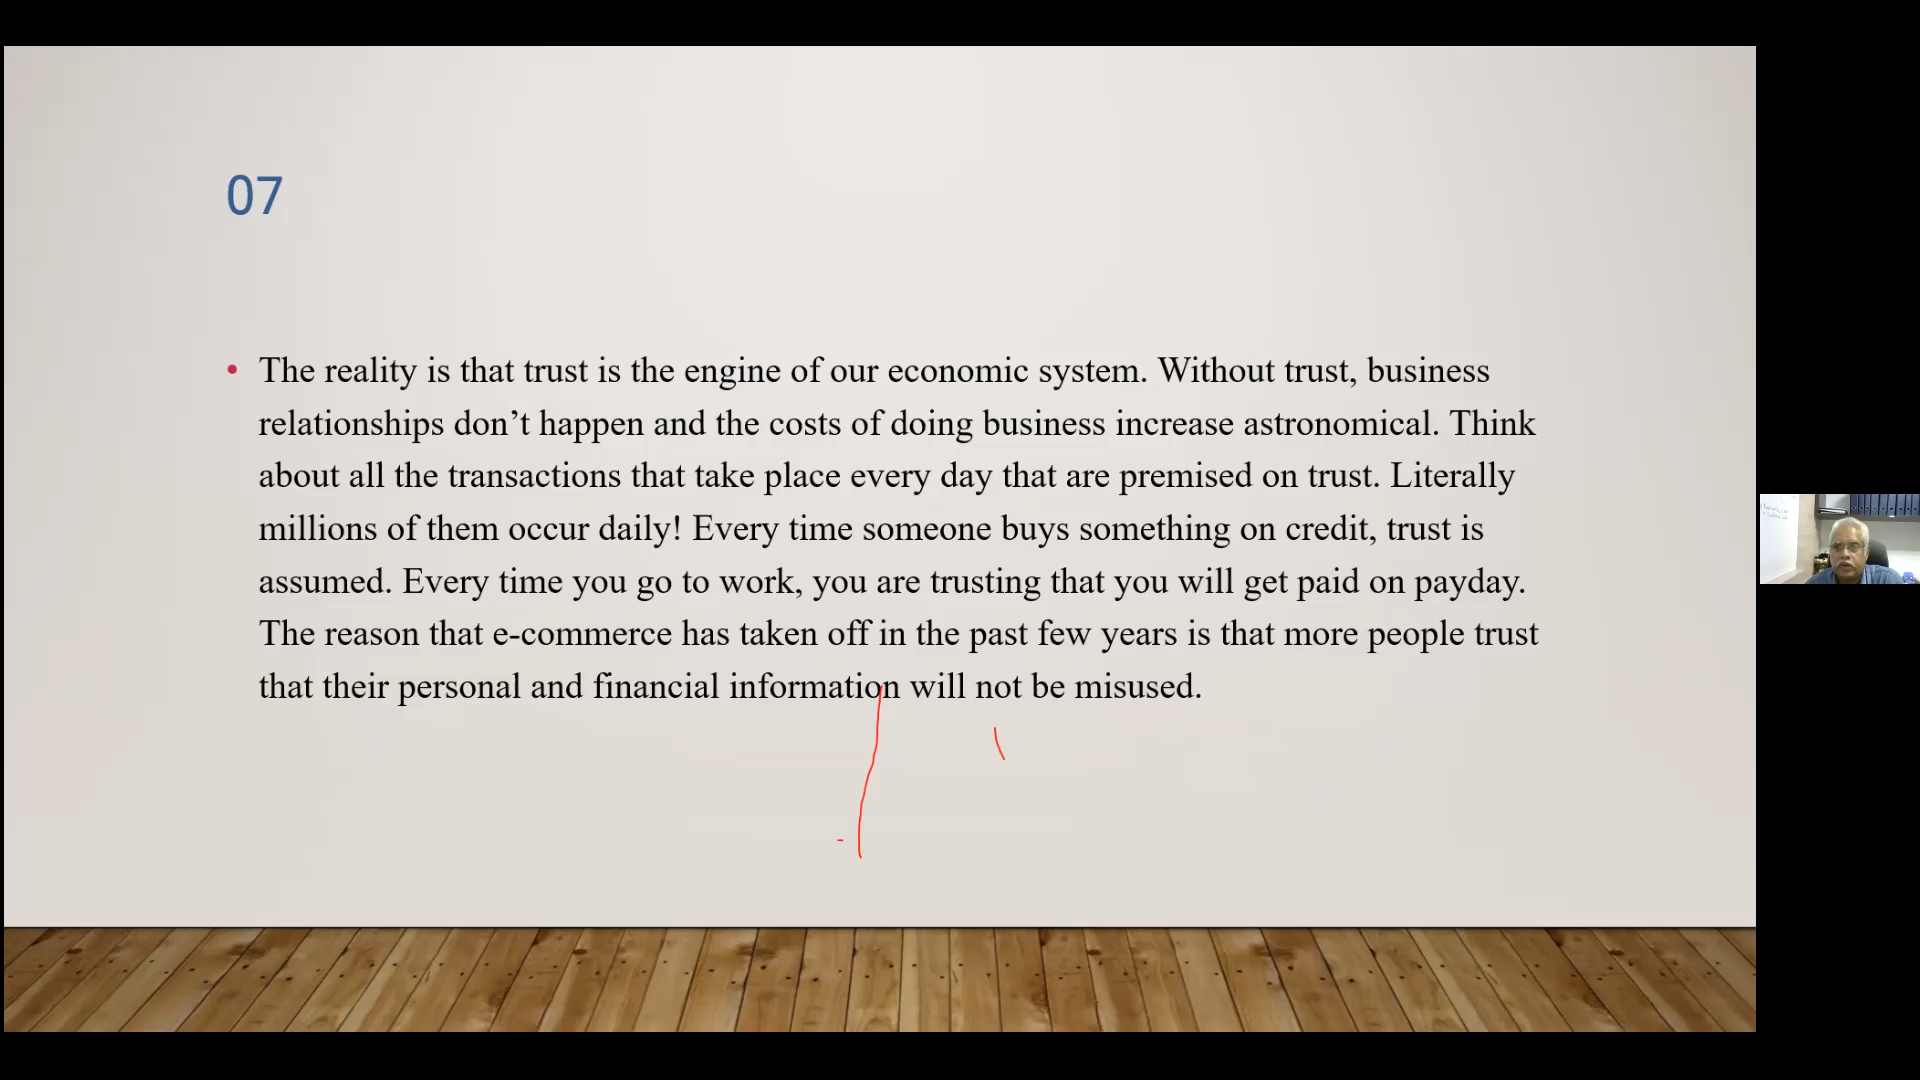 07
• The reality is that trust is the engine of our economic system. Without trust, business
relationships don’t happen and the costs of doing business increase astronomical. Think
about all the transactions that take place every day that are premised on trust. Literally
millions of them occur daily! Every time someone buys something on credit, trust is
assumed. Every time you go to work, you are trusting that you will get paid on payday.
The reason that e-commerce has taken off in the past few years is that more people trust
that their personal and financial information will not be misused.